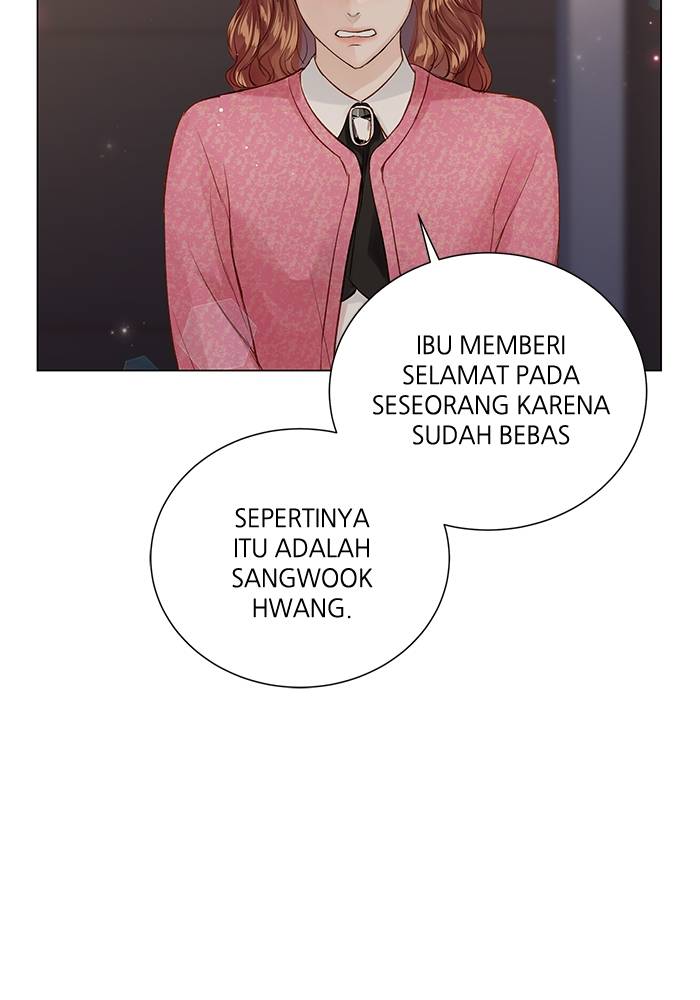 IBU MEMBERI
SELAMAT PADA
SESEORANG KARENA
SUDAH BEBAS
SEPERTINYA
ITU ADALAH
SANGWOOK
HWANG.